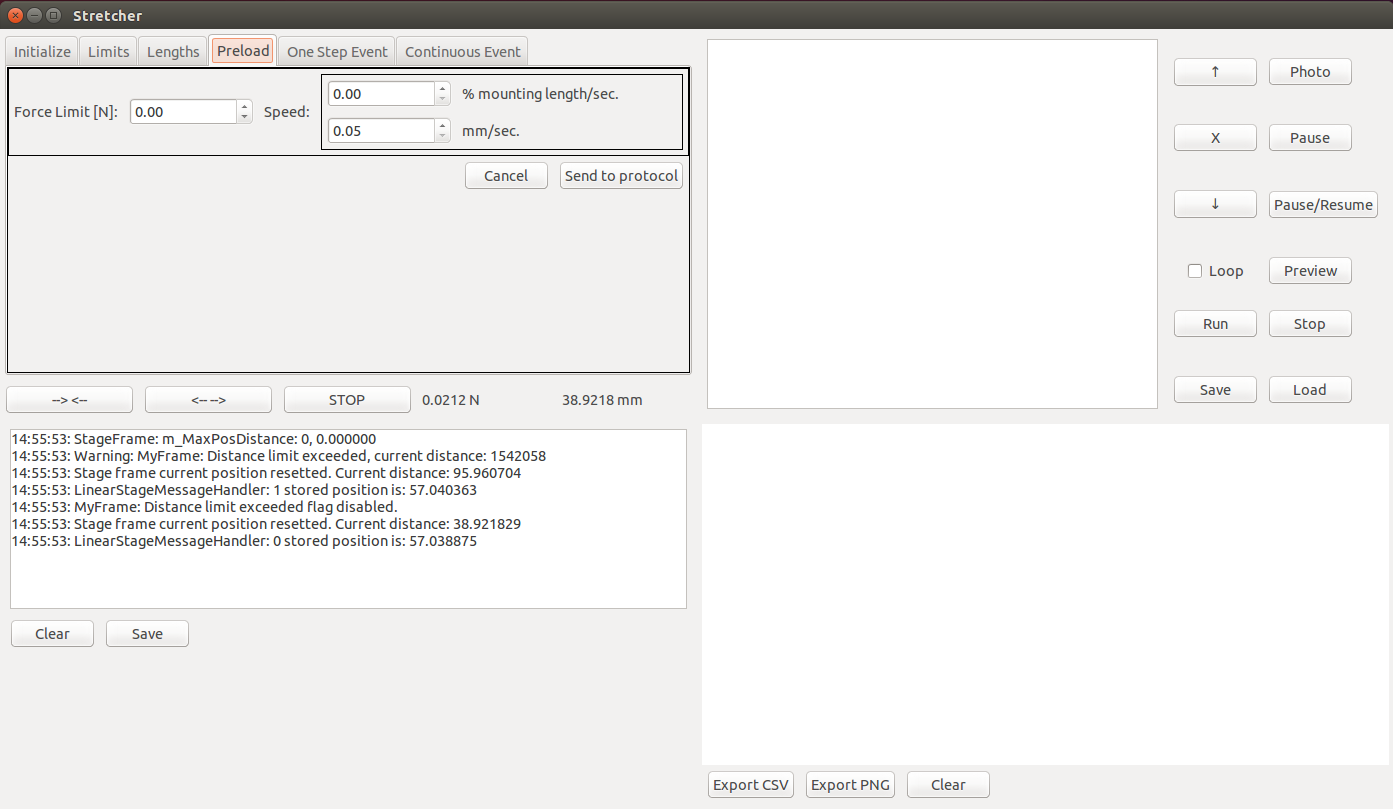 Stretcher
Initialize Limits Lengths Preload One Step Event Continuous Event
Force Limit [N]: 0.00 Speed: 0.00 % mounting length/sec.
0.05 mm/sec.
Cancel Send to protocol
--> <-- <-- --> STOP 0.0212 N 38.9218 mm
14:55:53: StageFrame: m_MaxPosDistance: 0, 0.000000
14:55:53: Warning: MyFrame: Distance limit exceeded, current distance: 1542058
14:55:53: Stage frame current position resetted. Current distance: 95.960704
14:55:53: LinearStageMessageHandler: 1 stored position is: 57.040363
14:55:53: MyFrame: Distance limit exceeded flag disabled.
14:55:53: Stage frame current position resetted. Current distance: 38.921829
14:55:53: LinearStageMessageHandler: 0 stored position is: 57.038875
Clear Save
↑ Photo
X Pause
↓ Pause/Resume
Loop Preview
Run Stop
Save Load
Export CSV Export PNG Clear